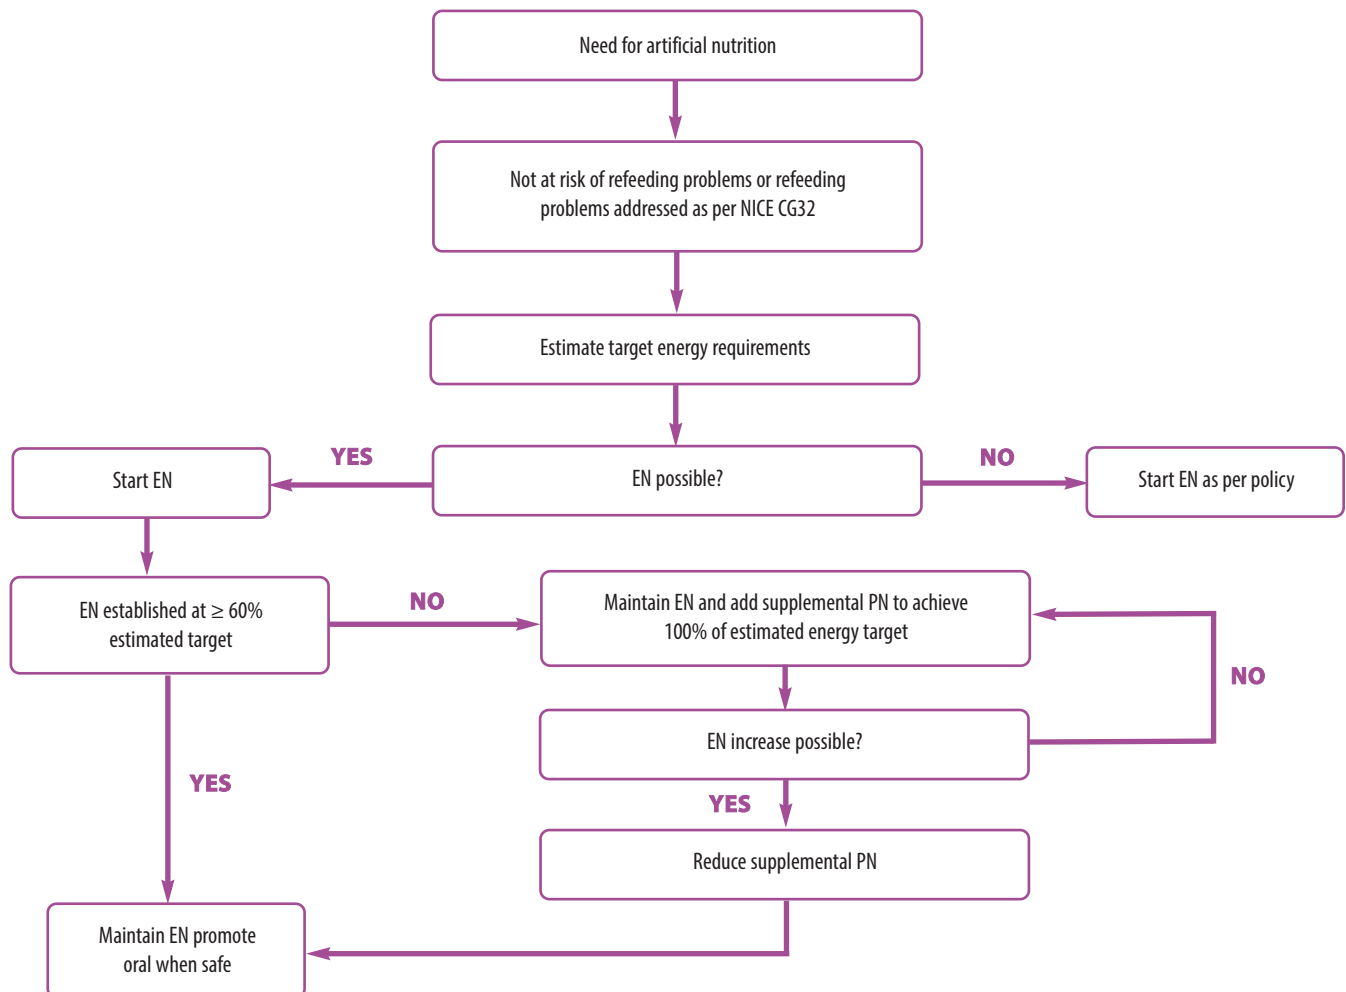 Need for artificial nutrition
Not at risk of refeeding problems or refeeding
problems addressed as per NICE CG32
Estimate target energy requirements
YES
NO
Start EN
EN possible?
Start EN as per policy
EN established at ≥ 60%
estimated target
NO
Maintain EN and add supplemental PN to achieve
100% of estimated energy target
NO
EN increase possible?
YES
YES
Reduce supplemental PN
Maintain EN promote
oral when safe